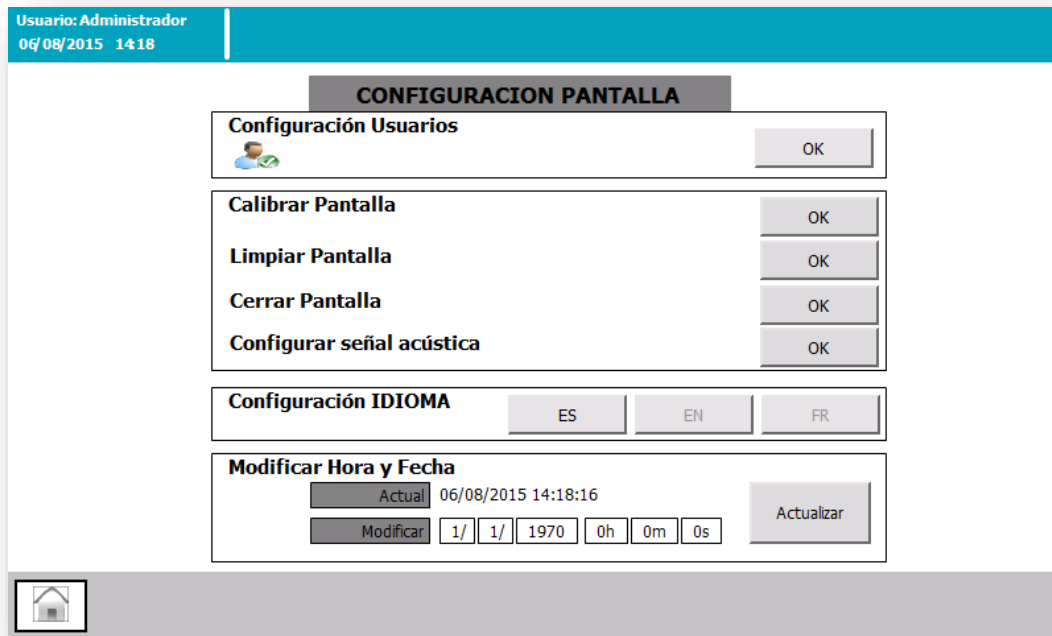 Usuario: Administrador
06/08/2015 14:18
CONFIGURACION PANTALLA
Configuración Usuarios
OK
Calibrar Pantalla OK
Limpiar Pantalla OK
Cerrar Pantalla OK
Configurar señal acústica OK
Configuración IDIOMA ES EN FR
Modificar Hora y Fecha
Actual 06/08/2015 14:18:16
Actualizar
Modificar 1/ 1/ 1970 0h 0m 0s